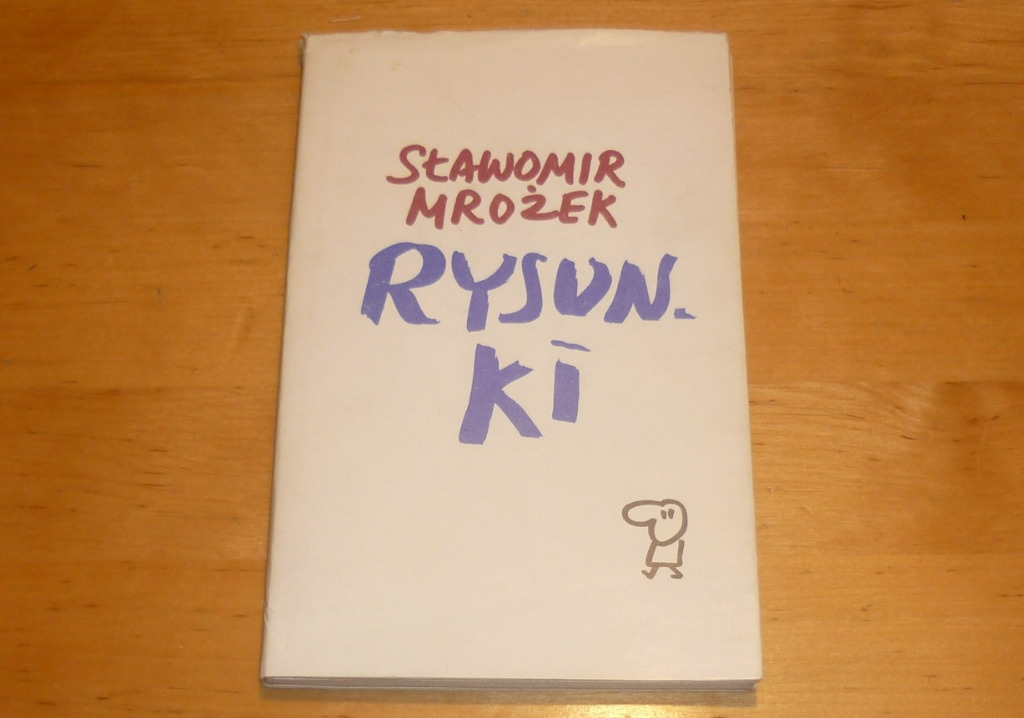 SŁAWOMIR
MROŻEK
RYSUN.
KI